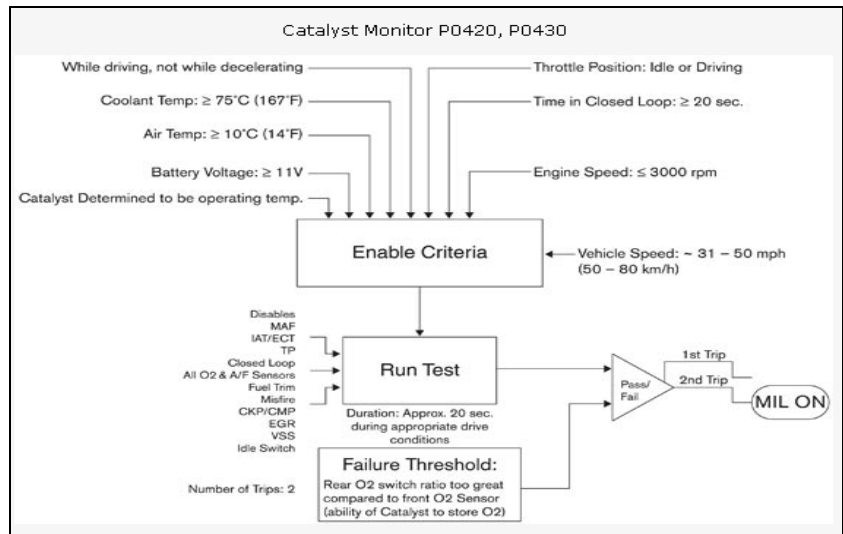 Catalyst Monitor P0420, P0430
While driving, not while decelerating
Throttle Position: Idle or Driving
Coolant Temp: ≥ 75°C (167°F)
Time in Closed Loop: ≥ 20 sec.
Air Temp: ≥ 10°C (14°F)
Battery Voltage: ≥ 11V
Engine Speed: ≤ 3000 rpm
Catalyst Determined to be operating temp.
Enable Criteria
Vehicle Speed: ~ 31 – 50 mph
(50 – 80 km/h)
Disables
MAF
IAT/ECT
TP
Closed Loop
All O2 & A/F Sensors
Fuel Trim
Misfire
CKP/CMP
EGR
VSS
Idle Switch
Run Test
Duration: Approx. 20 sec.
during appropriate drive
conditions
Pass/
Fail
1st Trip
2nd Trip
MIL ON
Number of Trips: 2
Failure Threshold:
Rear O2 switch ratio too great
compared to front O2 Sensor
(ability of Catalyst to store O2)